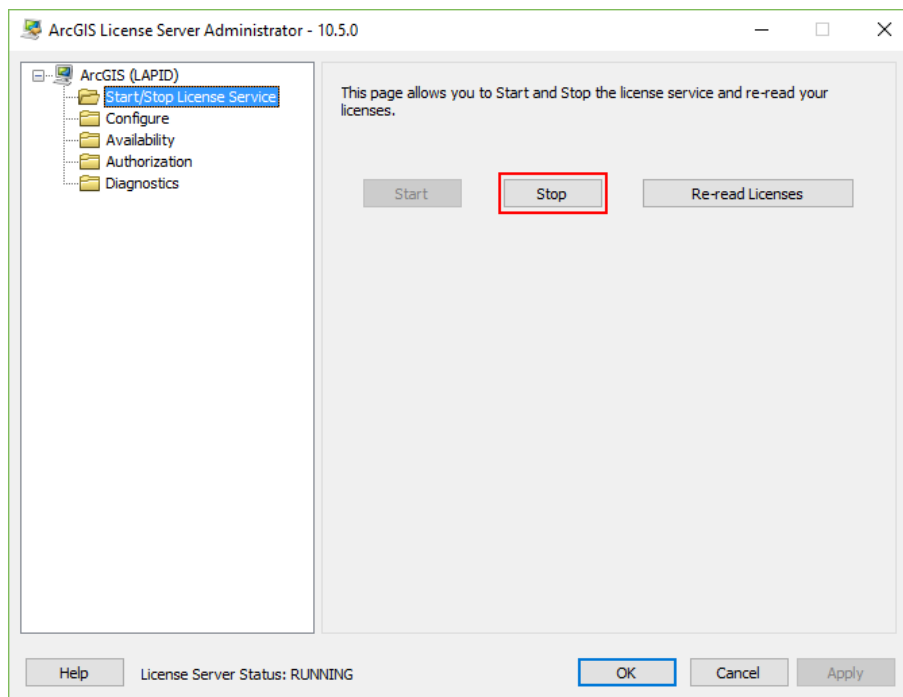 ArcGIS License Server Administrator - 10.5.0
ArcGIS (LAPID)
Start/Stop License Service
Configure
Availability
Authorization
Diagnostics
This page allows you to Start and Stop the license service and re-read your
licenses.
Start
Stop
Re-read Licenses
Help
License Server Status: RUNNING
OK
Cancel
Apply